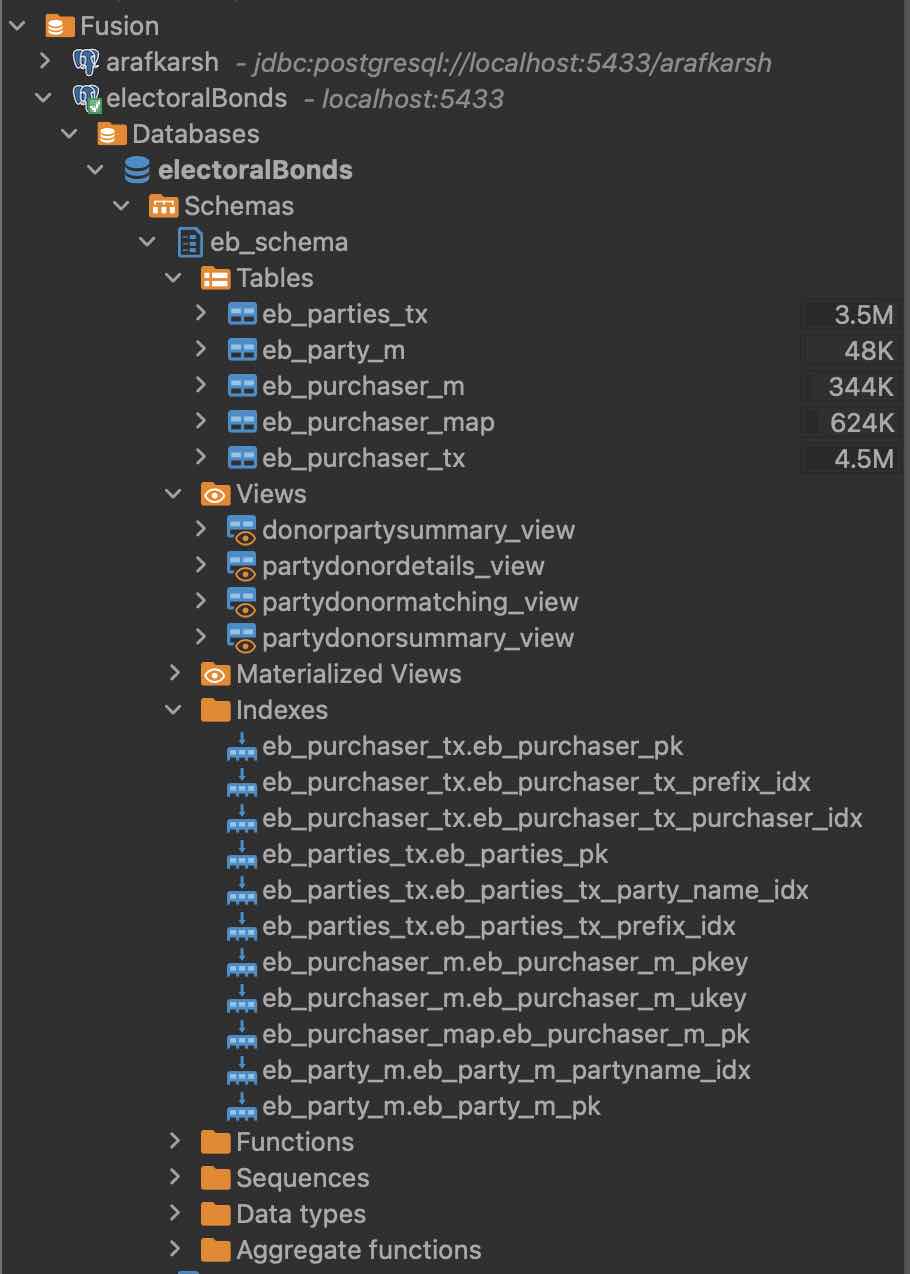 Fusion
arafkarsh - jdbc:postgresql://localhost:5433/arafkarsh
electoralBonds - localhost:5433
Databases
electoralBonds
Schemas
eb_schema
Tables
eb_parties_tx 3.5M
eb_party_m 48K
eb_purchaser_m 344K
eb_purchaser_map 624K
eb_purchaser_tx 4.5M
Views
donorpartysummary_view
partydonordetails_view
partydonormatching_view
partydonorsummary_view
Materialized Views
Indexes
eb_purchaser_tx.eb_purchaser_pk
eb_purchaser_tx.eb_purchaser_tx_prefix_idx
eb_purchaser_tx.eb_purchaser_tx_purchaser_idx
eb_parties_tx.eb_parties_pk
eb_parties_tx.eb_parties_tx_party_name_idx
eb_parties_tx.eb_parties_tx_prefix_idx
eb_purchaser_m.eb_purchaser_m_pkey
eb_purchaser_m.eb_purchaser_m_ukey
eb_purchaser_map.eb_purchaser_m_pk
eb_party_m.eb_party_m_partyname_idx
eb_party_m.eb_party_m_pk
Functions
Sequences
Data types
Aggregate functions